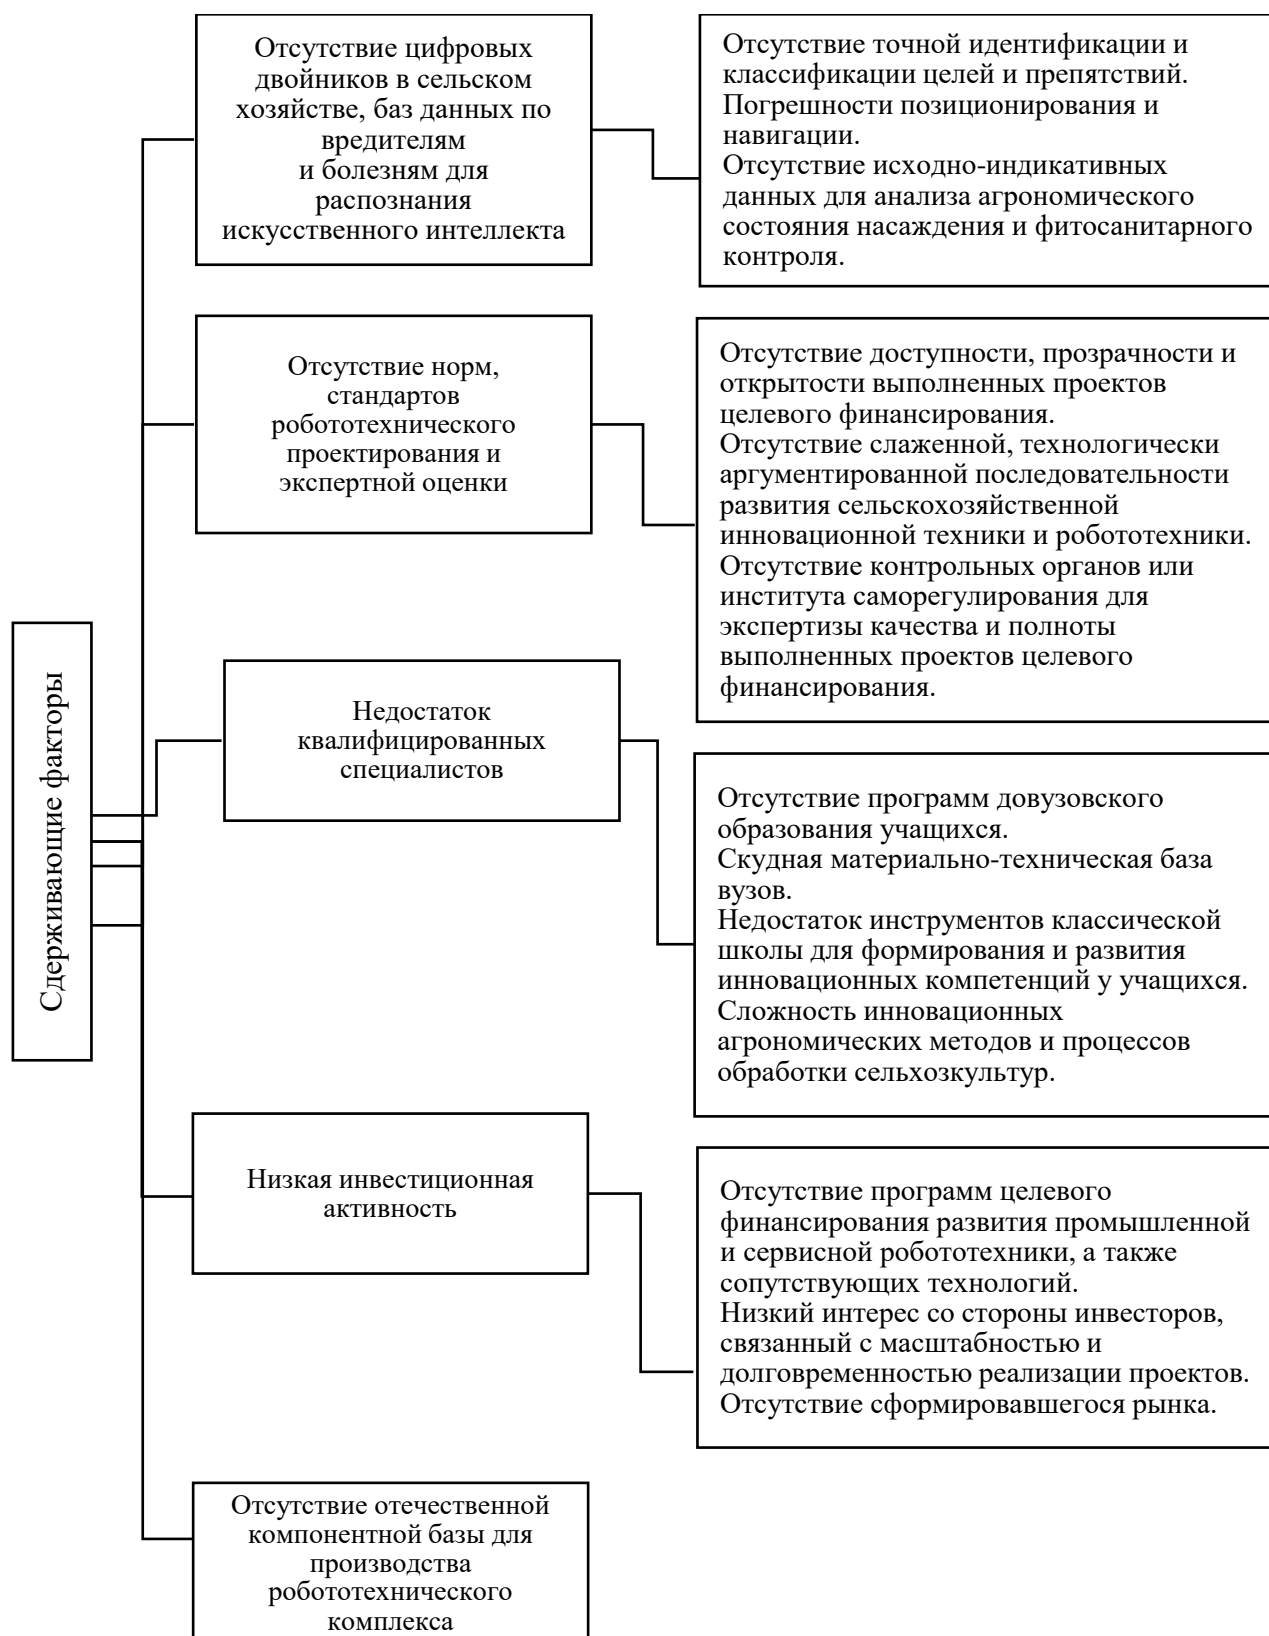 Сдерживающие факторы
Отсутствие цифровых
двойников в сельском
хозяйстве, баз данных по
вредителям
и болезням для
распознания
искусственного интеллекта
Отсутствие точной идентификации и
классификации целей и препятствий.
Погрешности позиционирования и
навигации.
Отсутствие исходно-индикативных
данных для анализа агрономического
состояния насаждения и фитосанитарного
контроля.
Отсутствие норм,
стандартов
робототехнического
проектирования и
экспертной оценки
Отсутствие доступности, прозрачности и
открытости выполненных проектов
целевого финансирования.
Отсутствие слаженной, технологически
аргументированной последовательности
развития сельскохозяйственной
инновационной техники и робототехники.
Отсутствие контрольных органов или
института саморегулирования для
экспертизы качества и полноты
выполненных проектов целевого
финансирования.
Недостаток
квалифицированных
специалистов
Отсутствие программ довузовского
образования учащихся.
Скудная материально-техническая база
вузов.
Недостаток инструментов классической
школы для формирования и развития
инновационных компетенций у учащихся.
Сложность инновационных
агрономических методов и процессов
обработки сельхозкультур.
Низкая инвестиционная
активность
Отсутствие программ целевого
финансирования развития промышленной
и сервисной робототехники, а также
сопутствующих технологий.
Низкий интерес со стороны инвесторов,
связанный с масштабностью и
долговременностью реализации проектов.
Отсутствие сформировавшегося рынка.
Отсутствие отечественной
компонентной базы для
производства
робототехнического
комплекса